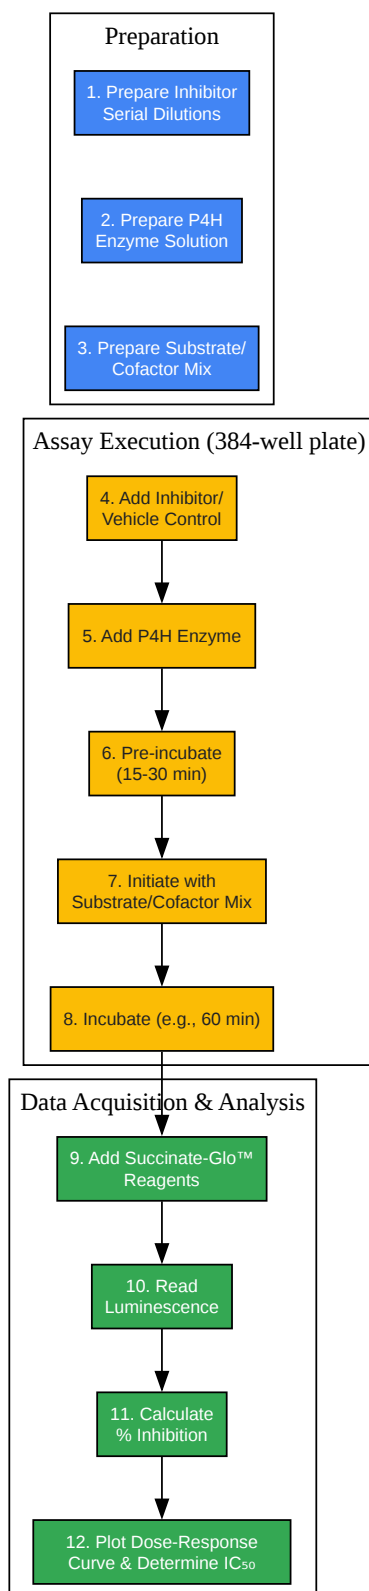 Preparation
1. Prepare Inhibitor
Serial Dilutions
2. Prepare P4H
Enzyme Solution
3. Prepare Substrate/
Cofactor Mix
Assay Execution (384-well plate)
4. Add Inhibitor/
Vehicle Control
5. Add P4H Enzyme
6. Pre-incubate
(15-30 min)
7. Initiate with
Substrate/Cofactor Mix
8. Incubate (e.g., 60 min)
Data Acquisition & Analysis
9. Add Succinate-Glo™
Reagents
10. Read
Luminescence
11. Calculate
% Inhibition
12. Plot Dose-Response
Curve & Determine IC₅₀